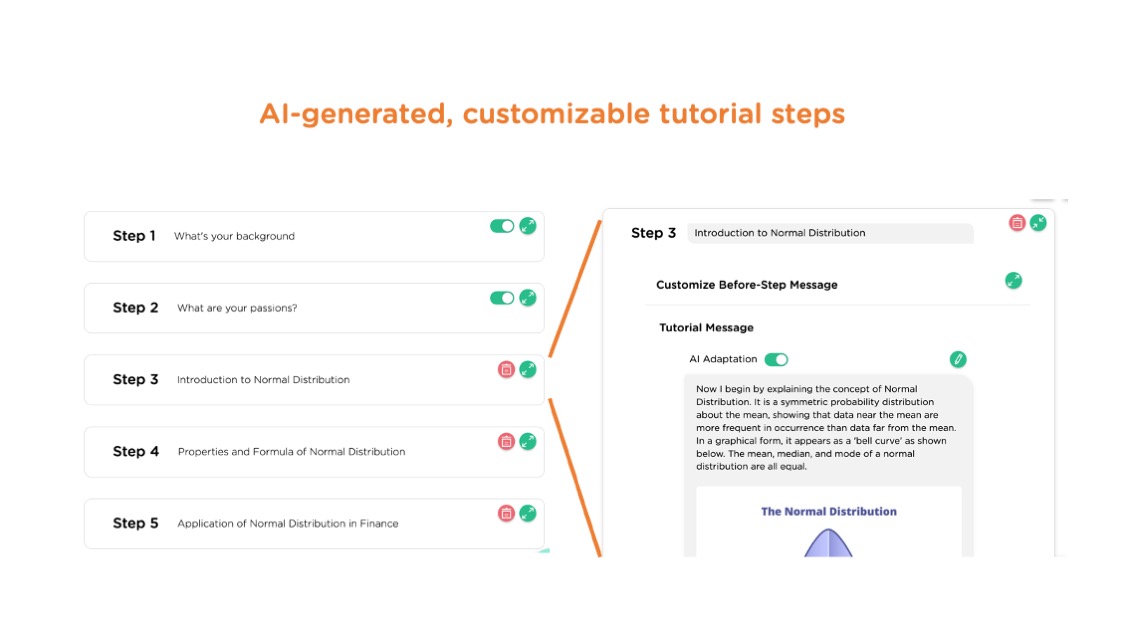 AI-generated, customizable tutorial steps
Step 1 What's your background
Step 2 What are your passions?
Step 3 Introduction to Normal Distribution
Step 4 Properties and Formula of Normal Distribution
Step 5 Application of Normal Distribution in Finance
Step 3 Introduction to Normal Distribution
Customize Before-Step Message
Tutorial Message
AI Adaptation
Now I begin by explaining the concept of Normal
Distribution. It is a symmetric probability distribution
about the mean, showing that data near the mean are
more frequent in occurrence than data far from the mean.
In a graphical form, it appears as a 'bell curve' as shown
below. The mean, median, and mode of a normal
distribution are all equal.
The Normal Distribution